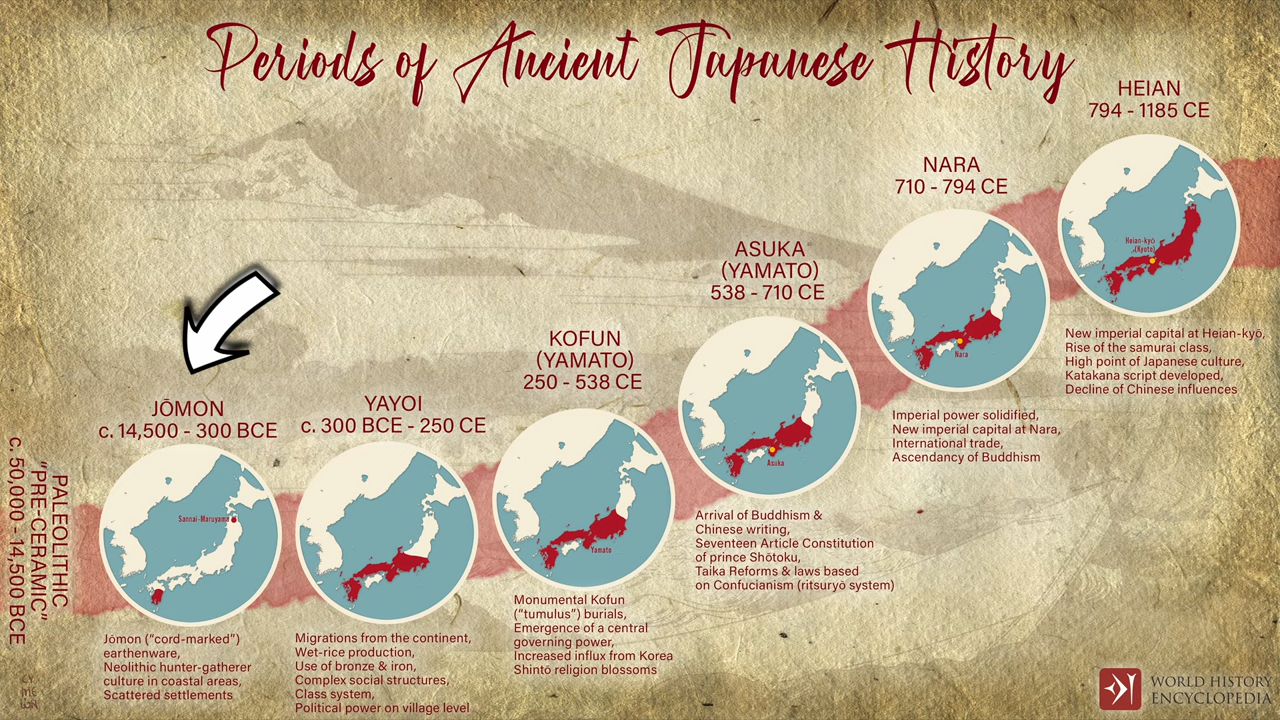 Periods of Ancient Japanese History
PALEOLITHIC
"PRE-CERAMIC"
c. 50,000 - 14,500 BCE
JŌMON
c. 14,500 - 300 BCE
Sannai-Maruyama
Jōmon ("cord-marked")
earthenware,
Neolithic hunter-gatherer
culture in coastal areas,
Scattered settlements
YAYOI
c. 300 BCE - 250 CE
Migrations from the continent,
Wet-rice production,
Use of bronze & iron,
Complex social structures,
Class system,
Political power on village level
KOFUN
(YAMATO)
250 - 538 CE
Yamato
Monumental Kofun
("tumulus") burials,
Emergence of a central
governing power,
Increased influx from Korea
Shintō religion blossoms
ASUKA
(YAMATO)
538 - 710 CE
Asuka
Arrival of Buddhism &
Chinese writing,
Seventeen Article Constitution
of prince Shōtoku,
Taika Reforms & laws based
on Confucianism (ritsuryō system)
NARA
710 - 794 CE
Nara
Imperial power solidified,
New imperial capital at Nara,
International trade,
Ascendancy of Buddhism
HEIAN
794 - 1185 CE
Heian-kyō
(Kyoto)
New imperial capital at Heian-kyō,
Rise of the samurai class,
High point of Japanese culture,
Katakana script developed,
Decline of Chinese influences
WORLD HISTORY
ENCYCLOPEDIA